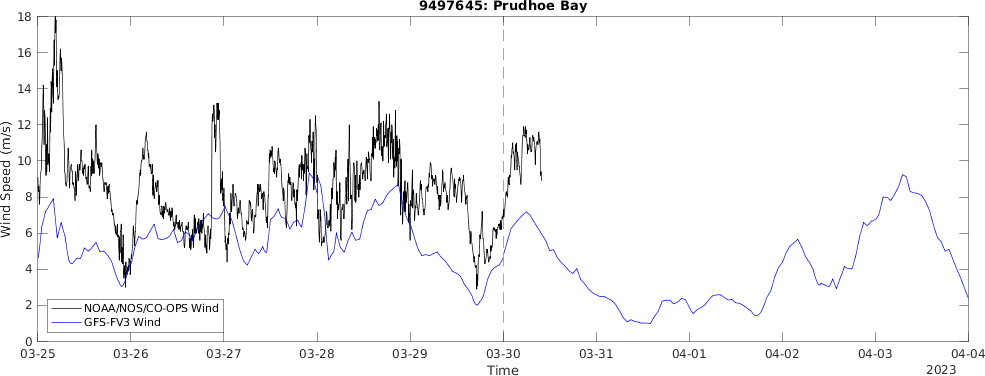 9497645: Prudhoe Bay
Wind Speed (m/s)
18
16
14
12
10
8
6
4
2
0
NOAA/NOS/CO-OPS Wind
GFS-FV3 Wind
03-25 03-26 03-27 03-28 03-29 03-30 03-31 04-01 04-02 04-03 04-04
Time
2023